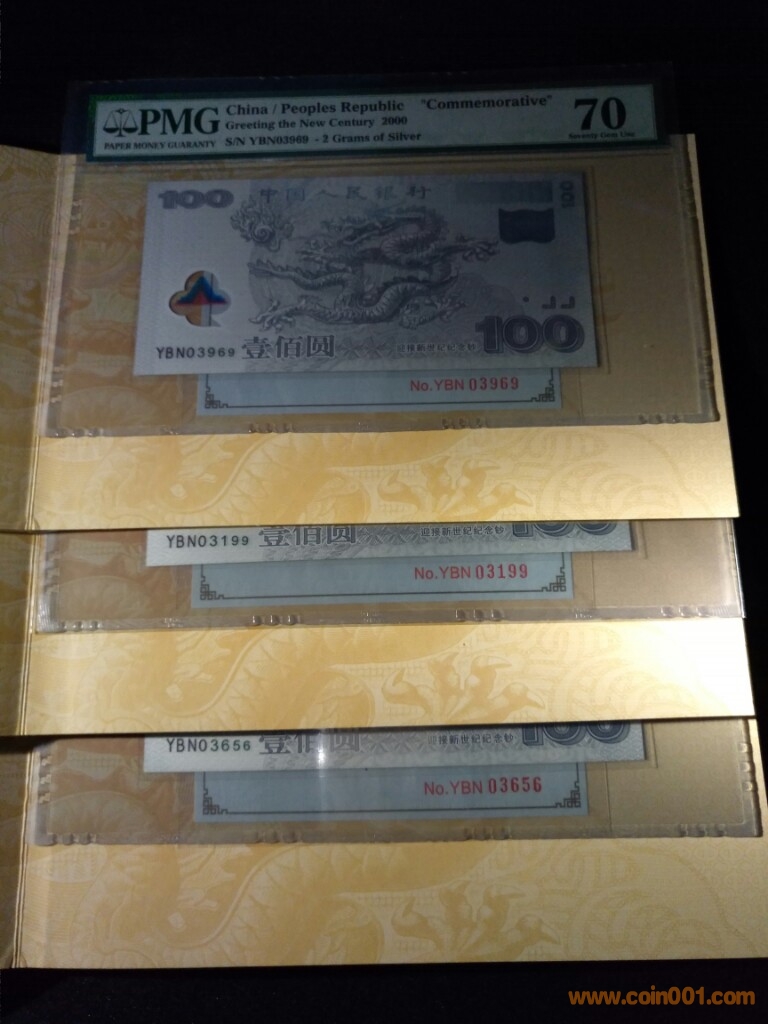 PMG
PAPER MONEY GUARANTY
China / Peoples Republic "Commemorative"
Greeting the New Century 2000
S/N YBN03969 - 2 Grams of Silver
70
Seventy Gem Unc
100 中国人民银行 100
YBN03969 壹佰圆 迎接新世纪纪念钞 100
No.YBN 03969
YBN03199 壹佰圆 迎接新世纪纪念钞 100
No.YBN 03199
YBN03656 壹佰圆 迎接新世纪纪念钞 100
No.YBN 03656
www.coin001.com